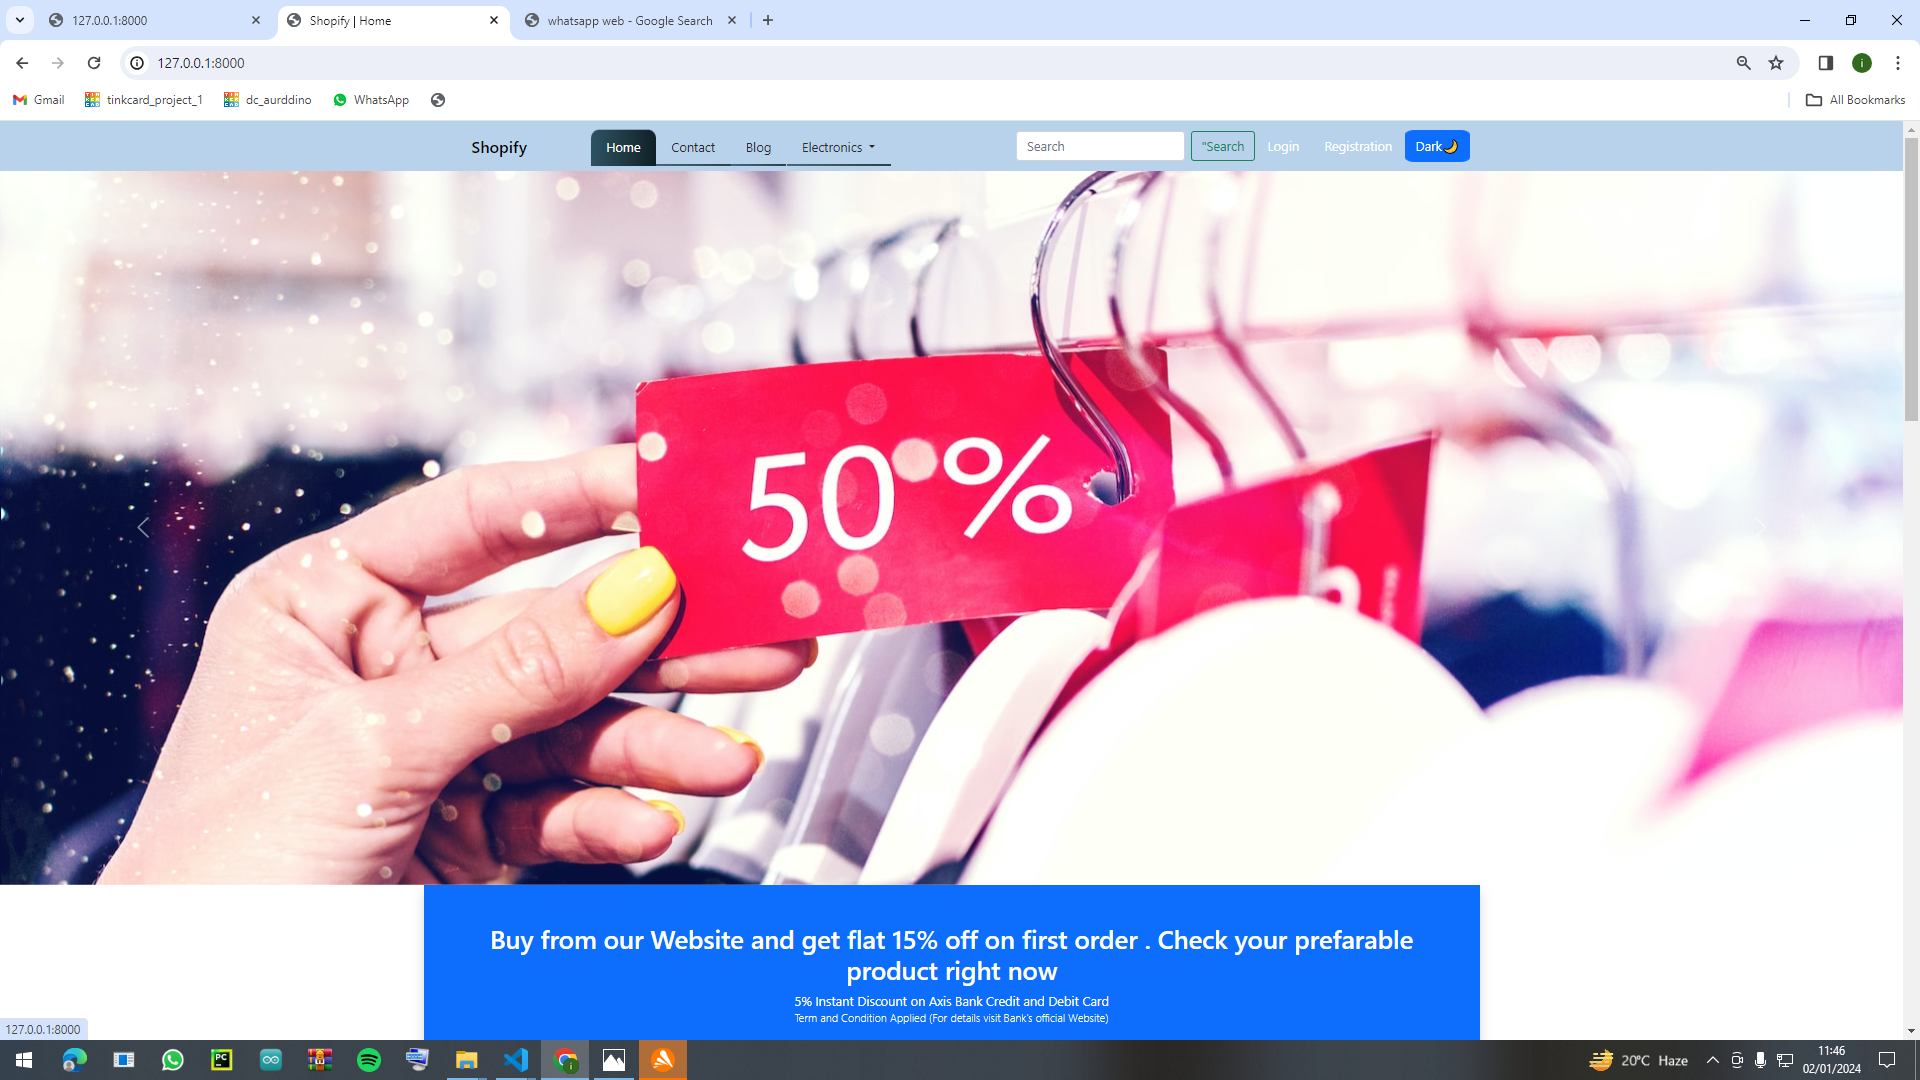 127.0.0.1:8000
Shopify | Home
whatsapp web - Google Search
127.0.0.1:8000
i
Gmail
tinkcard_project_1
dc_aurddino
WhatsApp
All Bookmarks
Shopify
Home
Contact
Blog
Electronics
Search
"Search
Login
Registration
Dark
50 %
Buy from our Website and get flat 15% off on first order . Check your prefarable
product right now
5% Instant Discount on Axis Bank Credit and Debit Card
Term and Condition Applied (For details visit Bank's official Website)
127.0.0.1:8000
PC
20°C Haze
11:46
02/01/2024